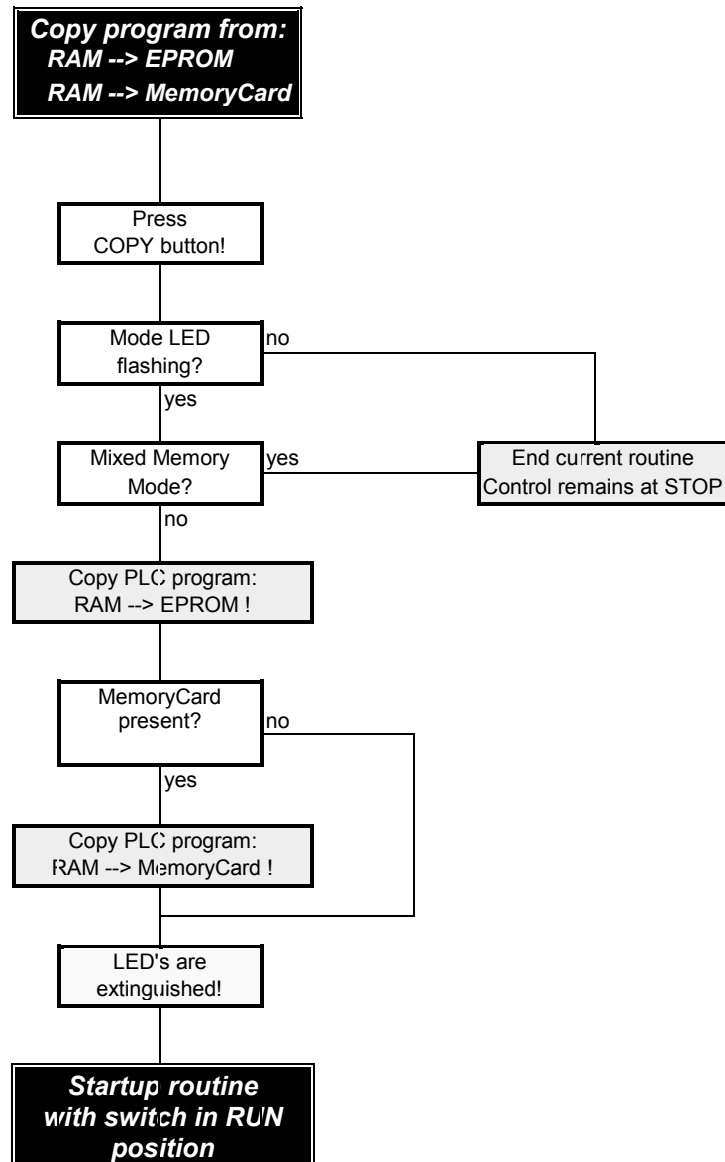 Copy program from:
RAM --> EPROM
RAM --> MemoryCard
Press
COPY button!
Mode LED
flashing?
no
yes
Mixed Memory
Mode?
yes
no
End current routine
Control remains at STOP
Copy PLC program:
RAM --> EPROM !
MemoryCard
present?
no
yes
Copy PLC program:
RAM --> MemoryCard !
LED's are
extinguished!
Startup routine
with switch in RUN
position